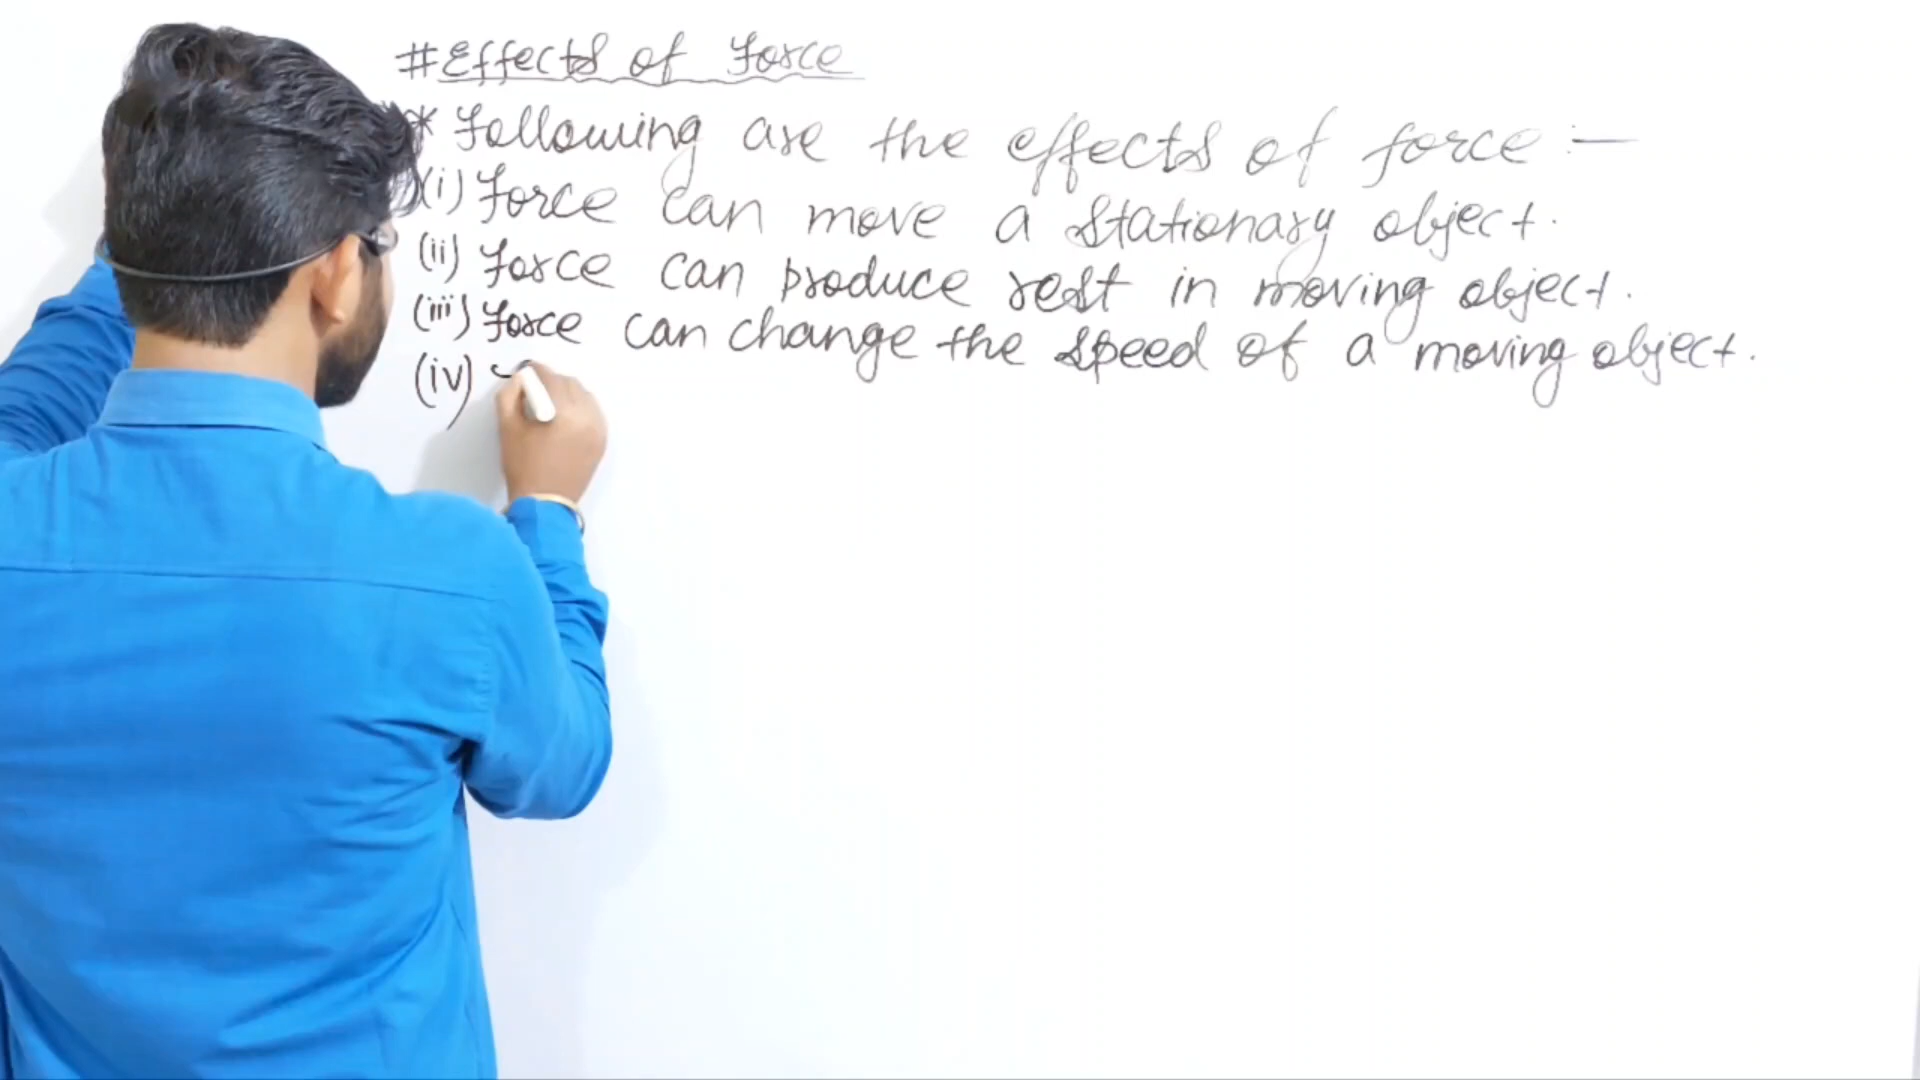 #Effects of force
* following are the effects of force :—
(i) force can move a stationary object.
(ii) force can produce rest in moving object.
(iii) force can change the speed of a moving object.
(iv)